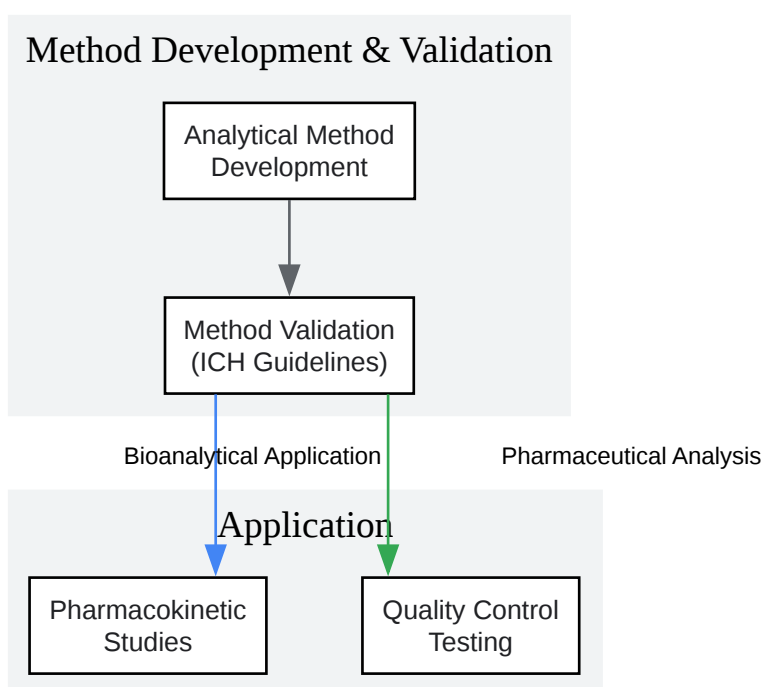 Method Development & Validation
Analytical Method
Development
Method Validation
(ICH Guidelines)
Bioanalytical Application
Pharmaceutical Analysis
Application
Pharmacokinetic
Studies
Quality Control
Testing